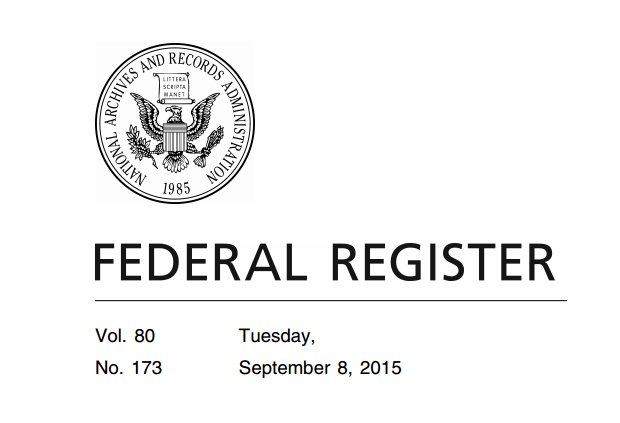 NATIONAL ARCHIVES AND RECORDS ADMINISTRATION
LITTERA
SCRIPTA
MANET
1985
FEDERAL REGISTER
Vol. 80 Tuesday,
No. 173 September 8, 2015